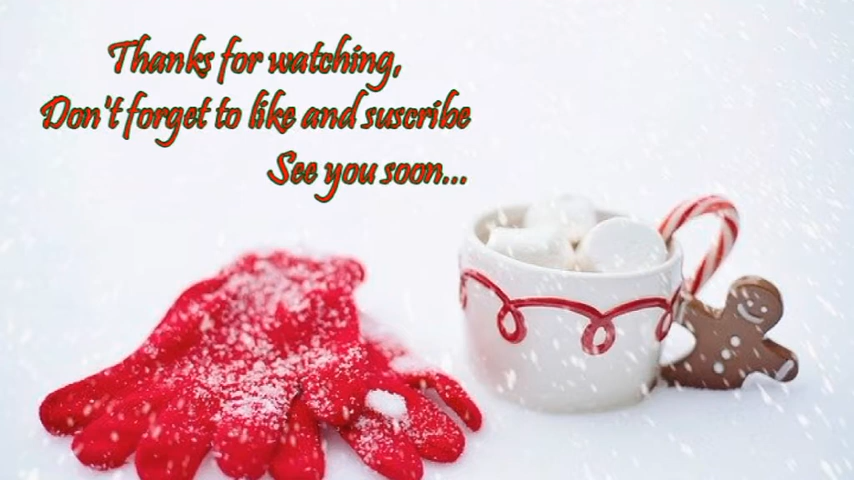 Thanks for watching,
Don't forget to like and suscribe
See you soon...